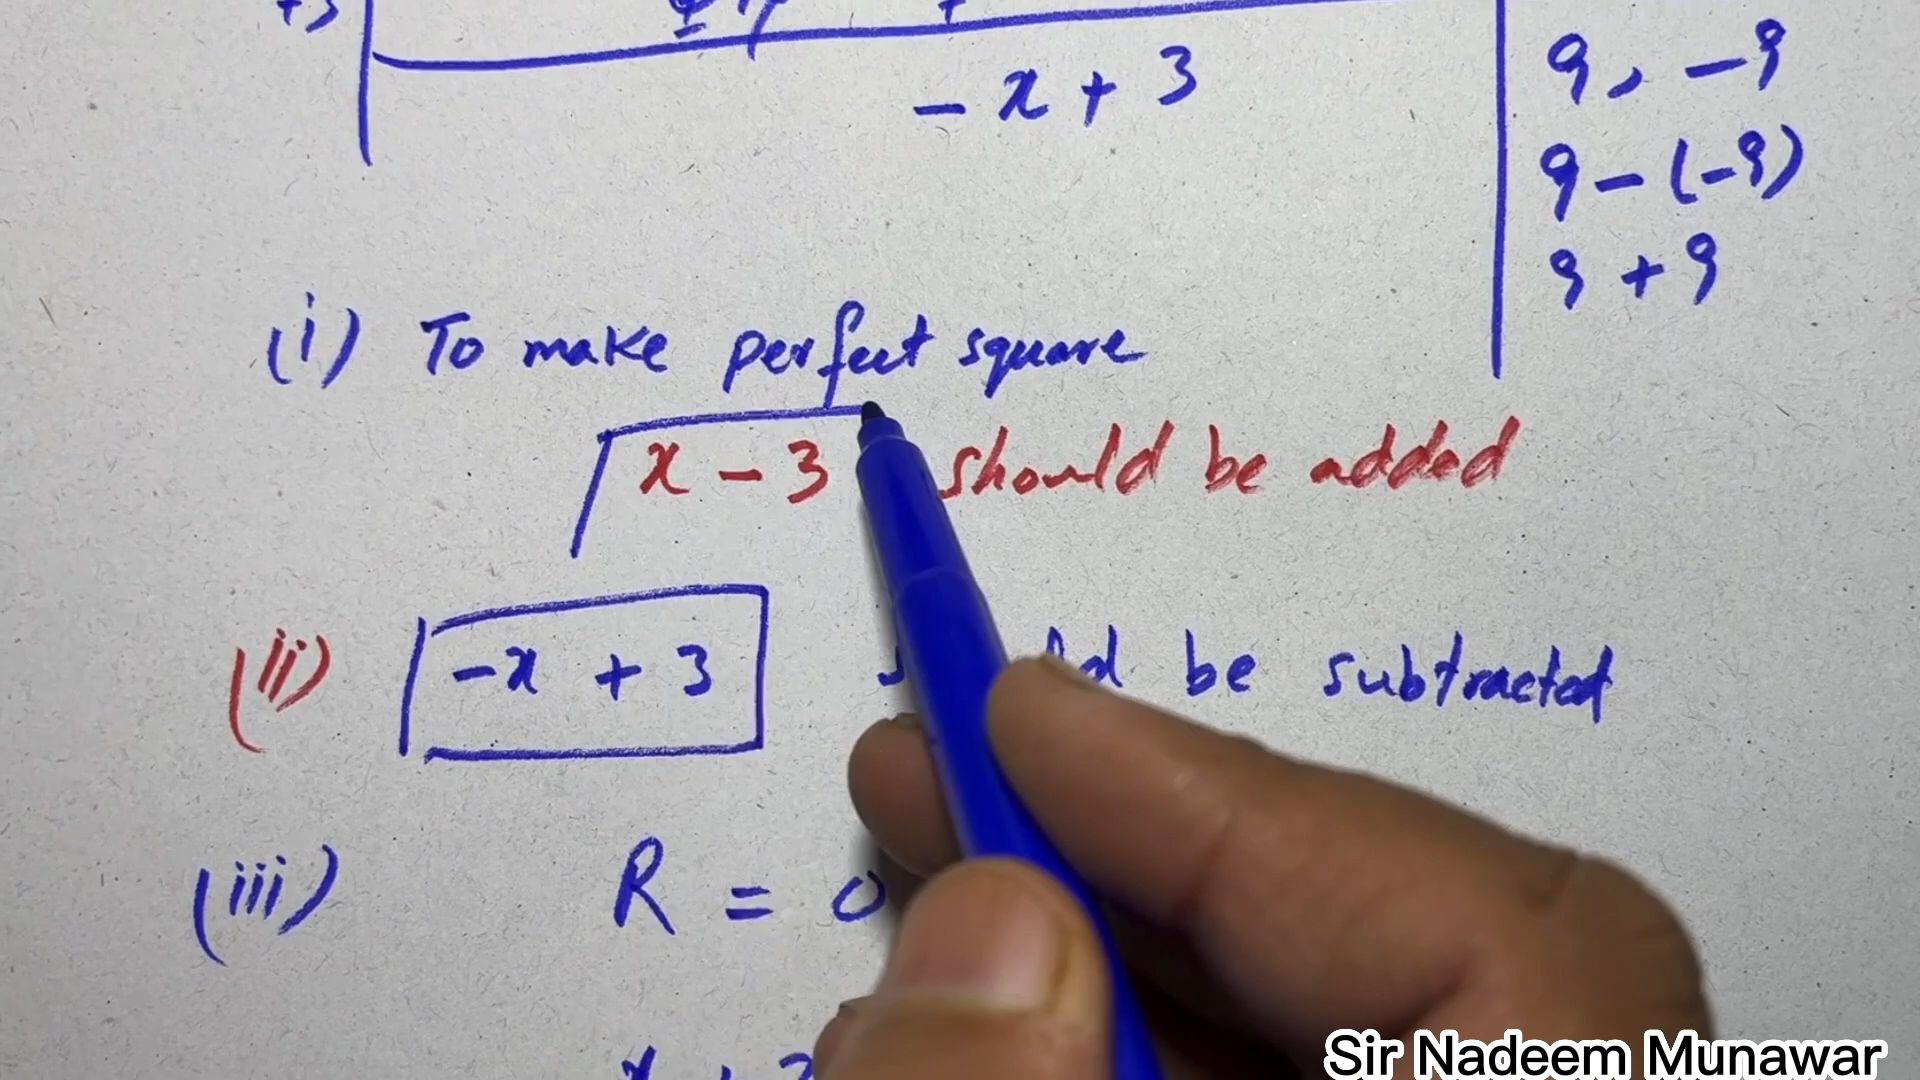 +3
- x + 3
9, -9
9 - (-9)
9 + 9
(i) To make perfect square
x - 3 should be added
(ii) -x + 3 be subtracted
(iii) R = 0
Sir Nadeem Munawar